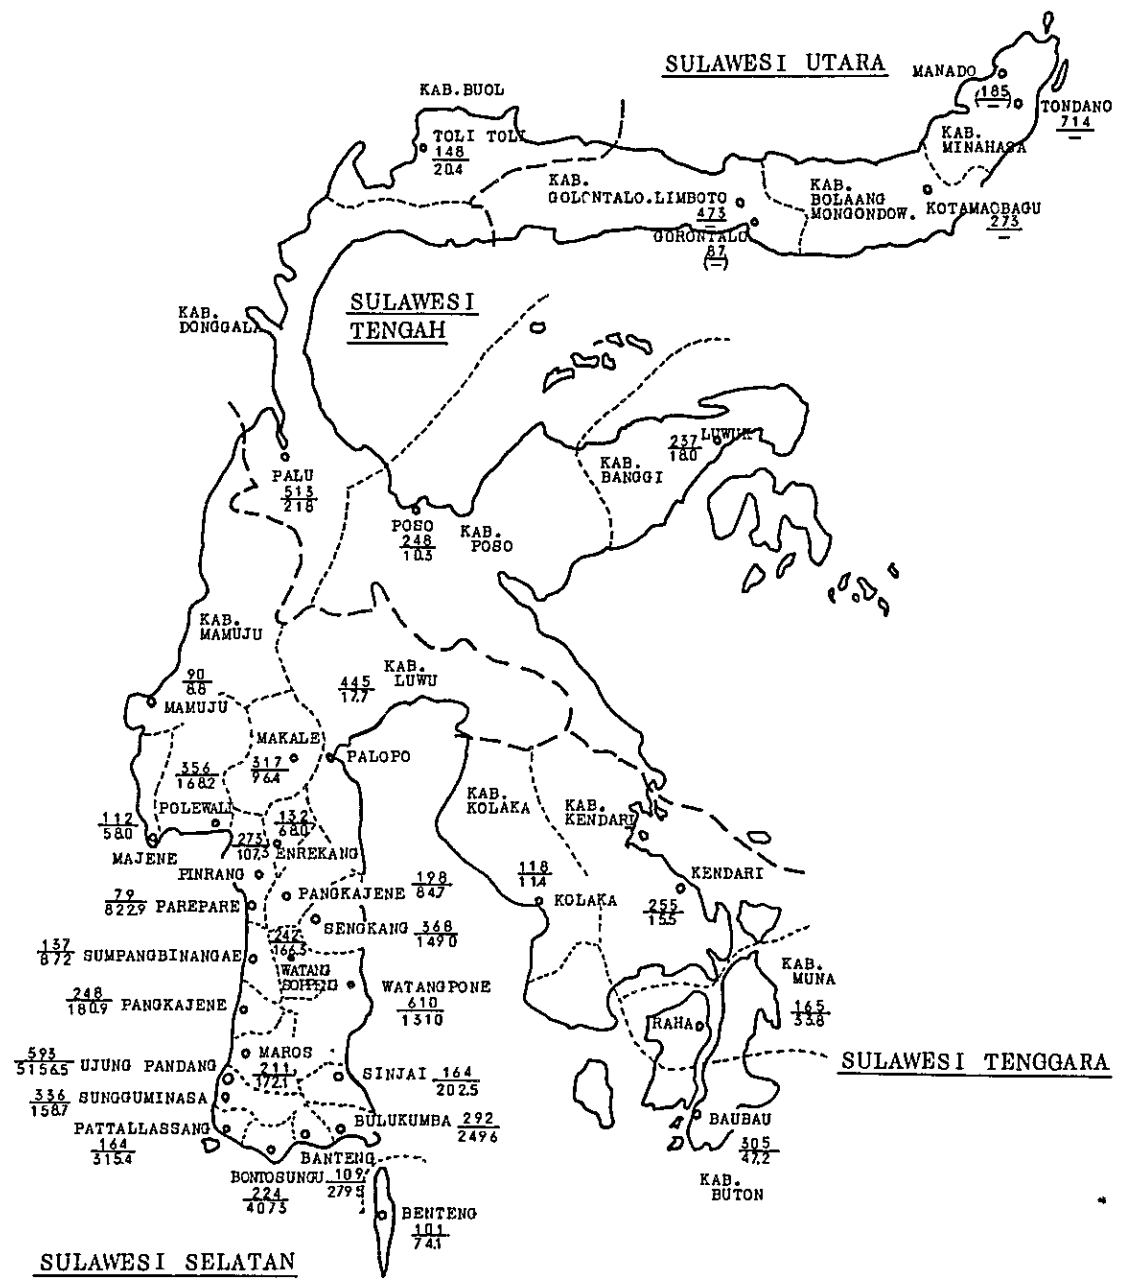 SULAWESI UTARA
MANADO
(185)
(—)
TONDANO
714
—
KAB.
MINAHASA
KAB. BUOL
TOLI TOLI
148
20.4
KAB.
GOLONTALO.LIMBOTO
473
—
GORONTALO
87
(—)
KAB.
BOLAANG
MONGONDOW.
KOTAMAOBAGU
273
—
KAB.
DONGGALA
SULAWESI
TENGAH
PALU
513
21.8
POSO
248
10.3
KAB.
POSO
237
18.0
LUWUK
KAB.
BANGGI
KAB.
MAMUJU
90
8.8
MAMUJU
KAB.
LUWU
445
17.7
MAKALE
317
96.4
PALOPO
356
168.2
POLEWALI
112
58.0
MAJENE
132
68.0
273
107.3
ENREKANG
PINRANG
PANGKAJENE
198
84.7
79
822.9
PAREPARE
SENGKANG
368
149.0
137
87.2
SUMPANGBINANGAE
242
166.3
WATANG
SOPPENG
WATANGPONE
610
131.0
248
180.9
PANGKAJENE
MAROS
211
172.1
593
5156.5
UJUNG PANDANG
SINJAI
164
202.5
336
158.7
SUNGGUMINASA
PATTALLASSANG
164
315.4
BULUKUMBA
292
249.6
BANTENG
109
279.5
BONTOSUNGU
224
407.5
BENTENG
101
74.1
SULAWESI SELATAN
KAB.
KOLAKA
KAB.
KENDARI
118
11.4
KOLAKA
KENDARI
255
15.5
KAB.
MUNA
165
33.8
RAHA
SULAWESI TENGGARA
BAUBAU
305
47.2
KAB.
BUTON